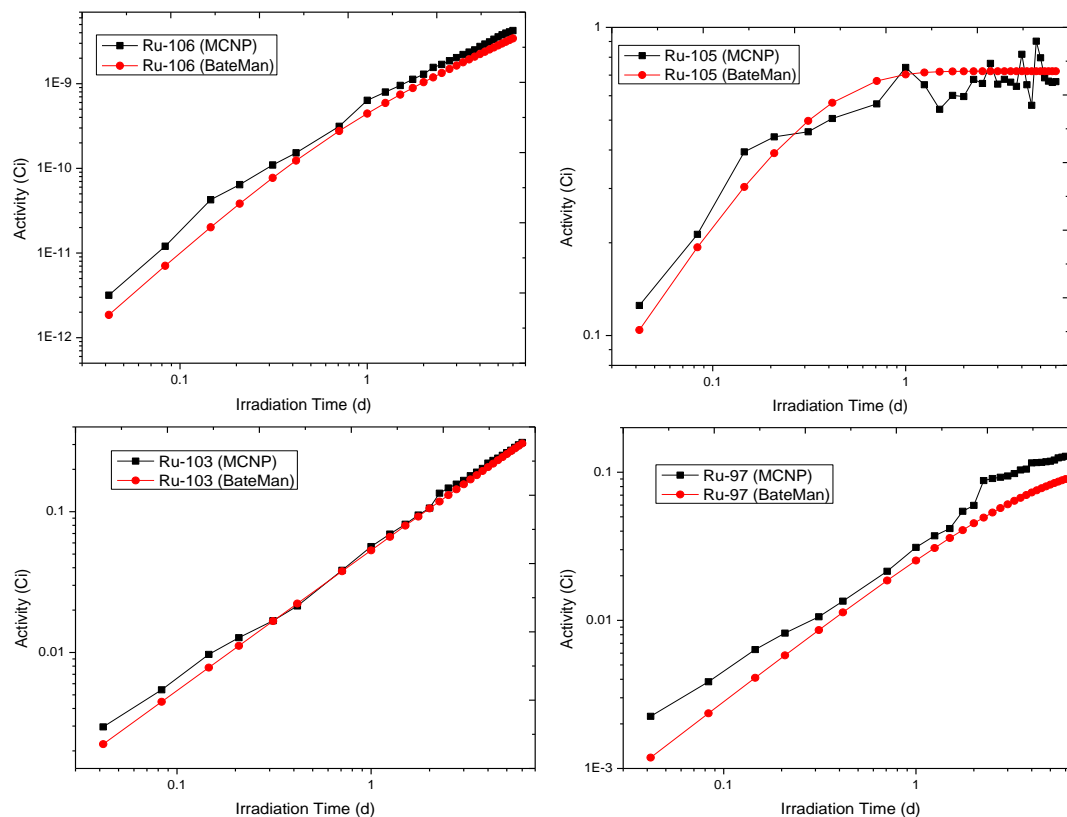 Ru-106 (MCNP)
Ru-106 (BateMan)
1E-9
1E-10
1E-11
1E-12
Activity (Ci)
0.1
1
Irradiation Time (d)
Ru-105 (MCNP)
Ru-105 (BateMan)
1
0.1
Activity (Ci)
0.1
1
Irradiation Time (d)
Ru-103 (MCNP)
Ru-103 (BateMan)
0.1
0.01
Activity (Ci)
0.1
1
Irradiation Time (d)
Ru-97 (MCNP)
Ru-97 (BateMan)
0.1
0.01
1E-3
Activity (Ci)
0.1
1
Irradiation Time (d)